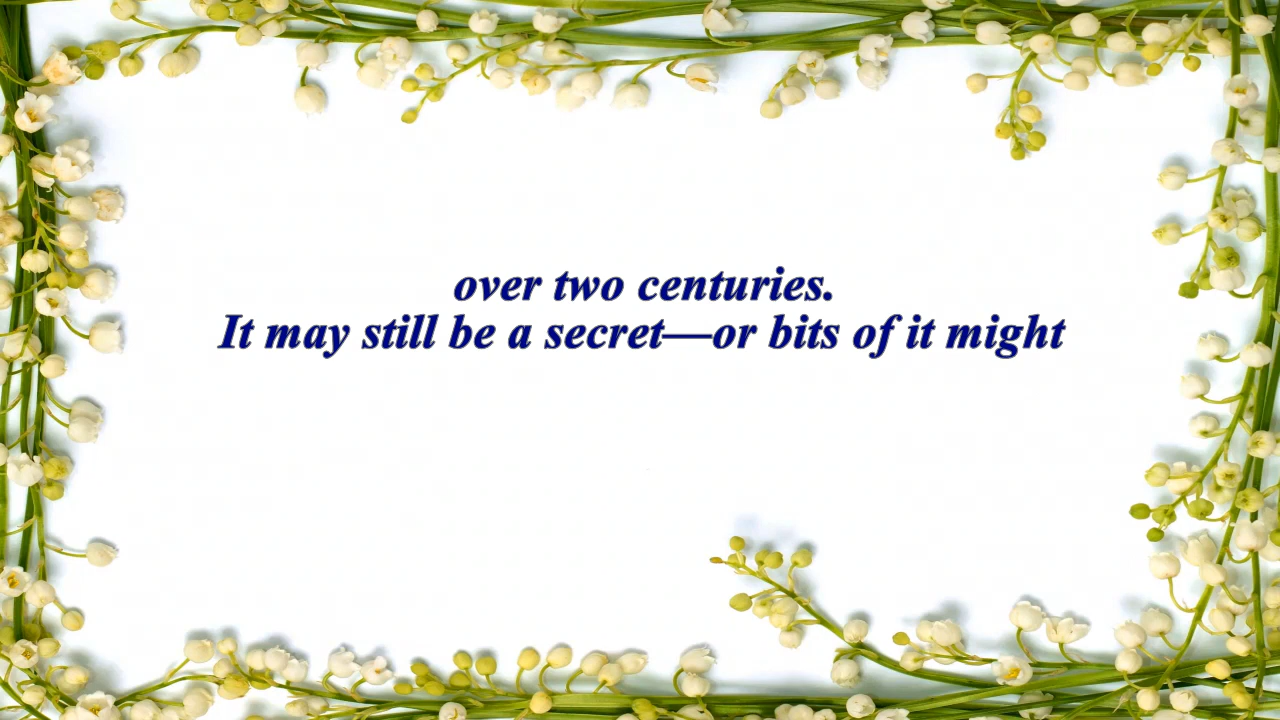 over two centuries.
It may still be a secret—or bits of it might